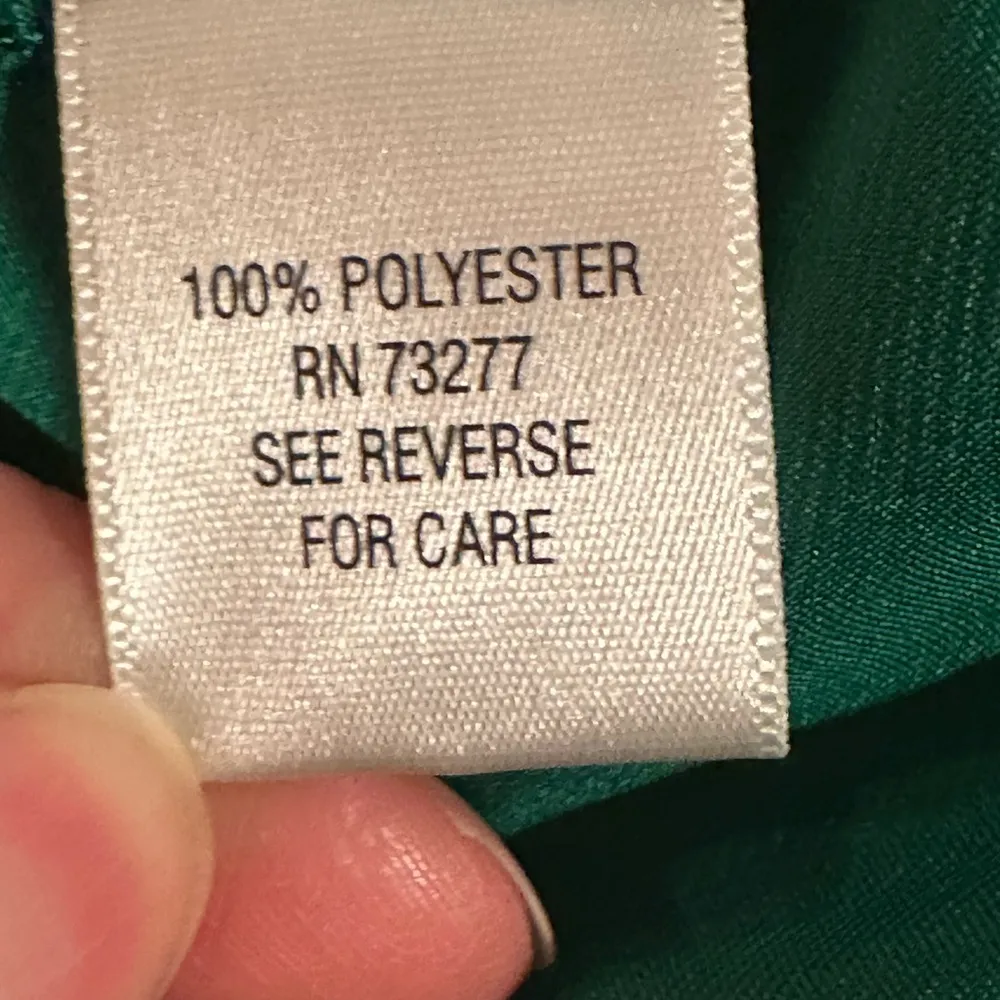 100% POLYESTER
RN 73277
SEE REVERSE
FOR CARE